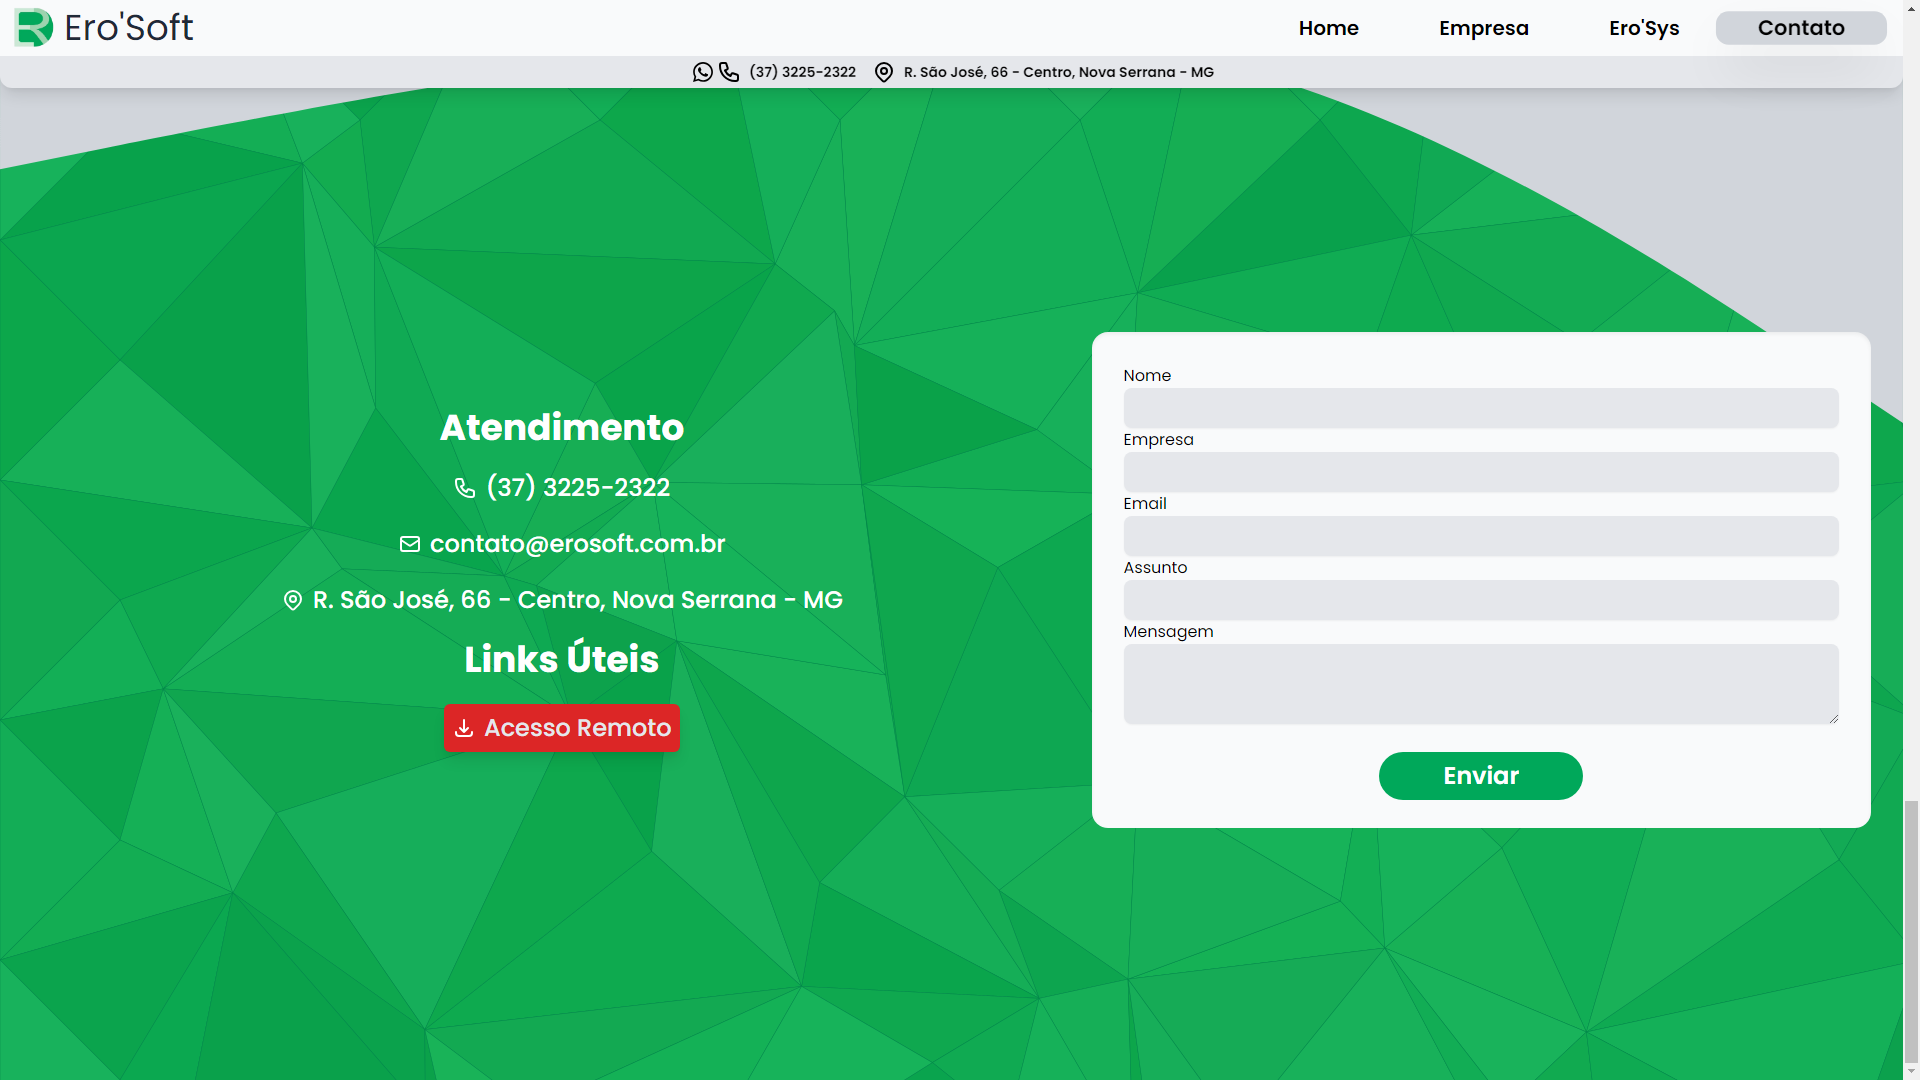 Ero'Soft
Home
Empresa
Ero'Sys
Contato
(37) 3225-2322
R. São José, 66 - Centro, Nova Serrana - MG
Atendimento
(37) 3225-2322
contato@erosoft.com.br
R. São José, 66 - Centro, Nova Serrana - MG
Links Úteis
Acesso Remoto
Nome
Empresa
Email
Assunto
Mensagem
Enviar